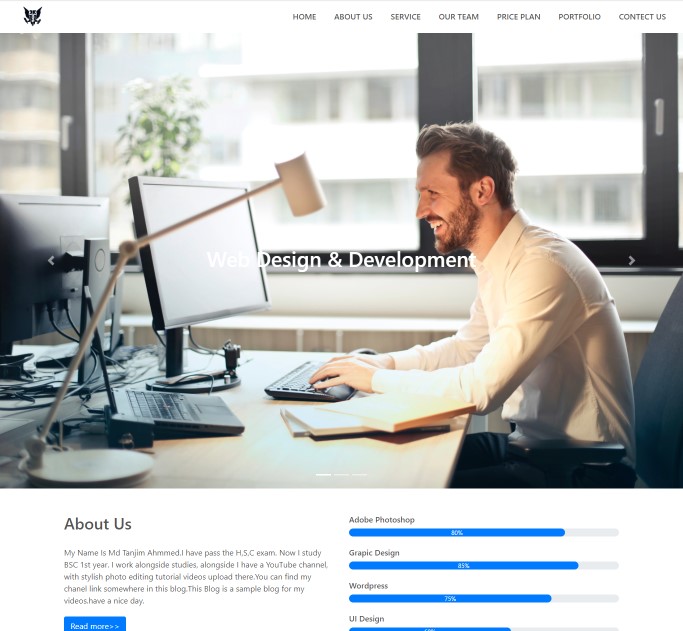 HOME ABOUT US SERVICE OUR TEAM PRICE PLAN PORTFOLIO CONTECT US
Web Design & Development
About Us
My Name Is Md Tanjim Ahmmed.I have pass the H.S.C exam. Now I study
BSC 1st year. I work alongside studies, alongside I have a YouTube channel,
with stylish photo editing tutorial videos upload there.You can find my
chanel link somewhere in this blog.This Blog is a sample blog for my
videos.have a nice day.
Read more>>
Adobe Photoshop
80%
Grapic Design
85%
Wordpress
75%
UI Design